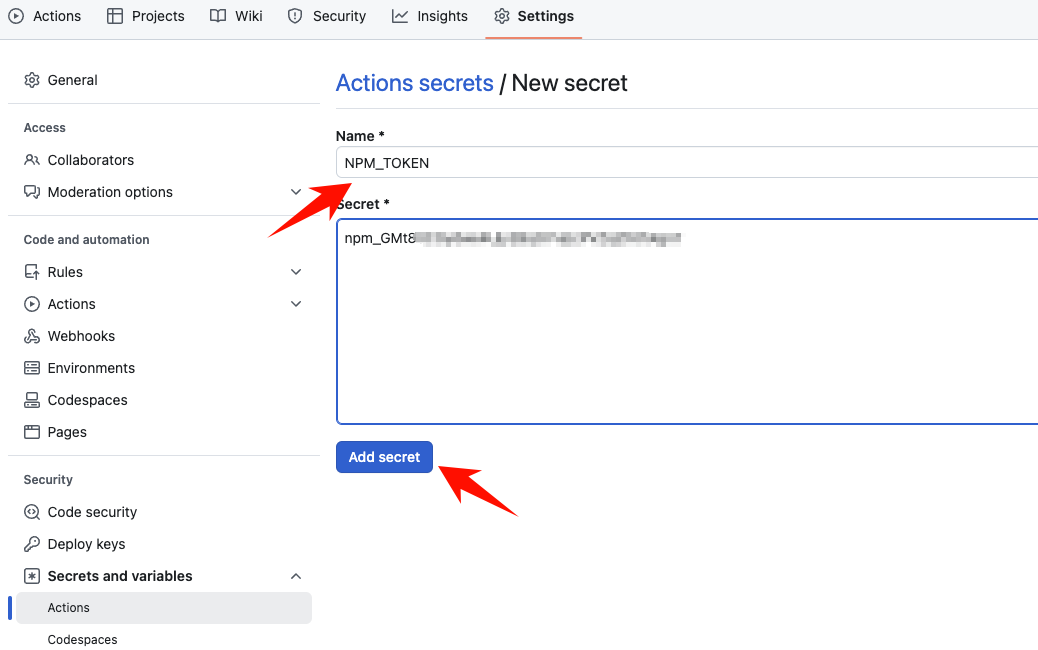 Actions Projects Wiki Security Insights Settings
General
Access
Collaborators
Moderation options
Code and automation
Rules
Actions
Webhooks
Environments
Codespaces
Pages
Security
Code security
Deploy keys
Secrets and variables
Actions
Codespaces
Actions secrets / New secret
Name *
NPM_TOKEN
Secret *
npm_GMt8
Add secret